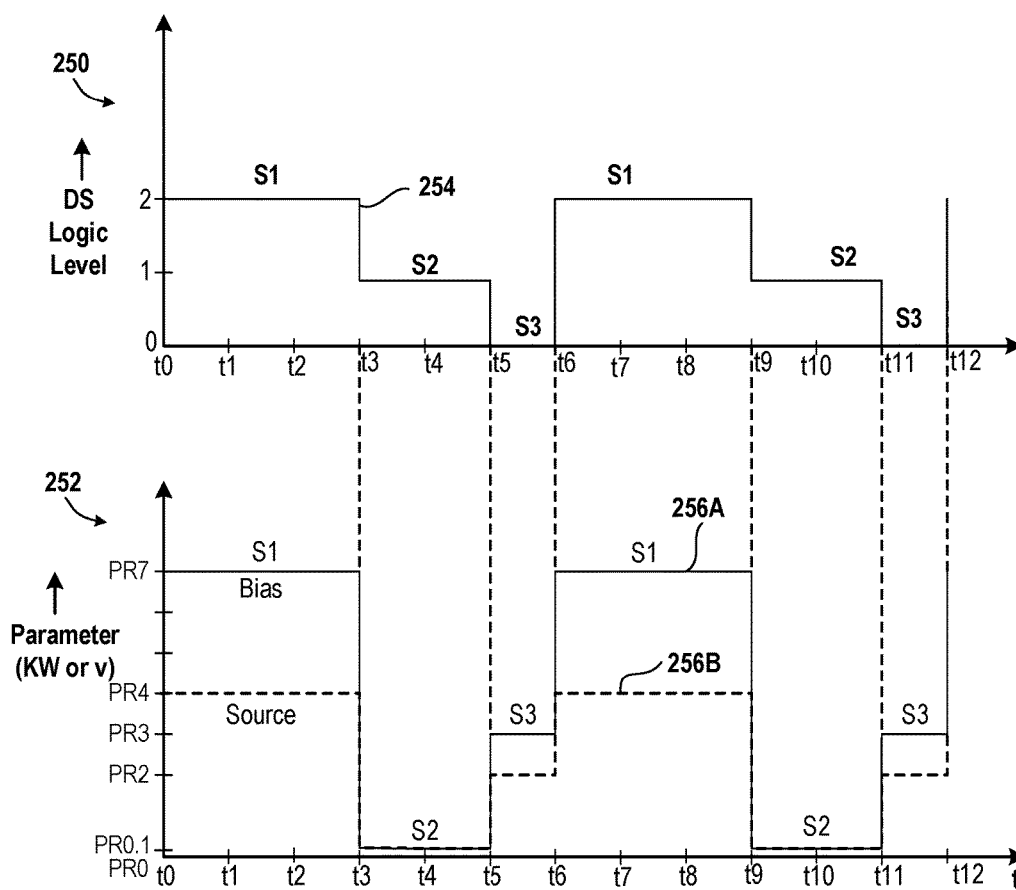 250
DS
Logic
Level
2
1
0
S1
254
S2
S3
S1
S2
S3
t0 t1 t2 t3 t4 t5 t6 t7 t8 t9 t10 t11 t12
252
Parameter
(KW or v)
PR7
PR4
PR3
PR2
PR0.1
PR0
S1
Bias
Source
S2
S3
S1
256A
256B
S2
S3
t0 t1 t2 t3 t4 t5 t6 t7 t8 t9 t10 t11 t12 t